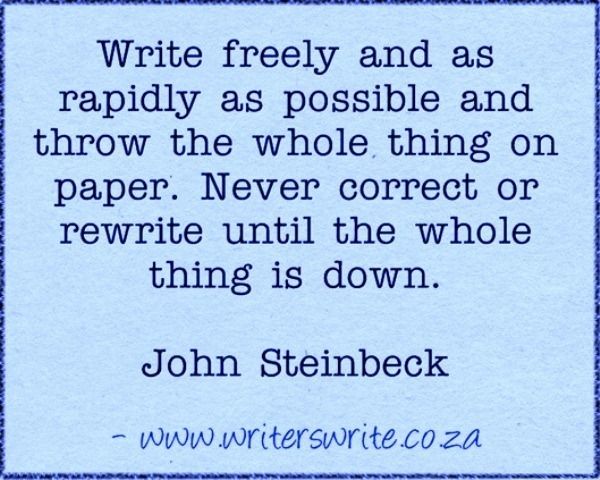 Write freely and as
rapidly as possible and
throw the whole thing on
paper. Never correct or
rewrite until the whole
thing is down.
John Steinbeck
- www.writerswrite.co.za